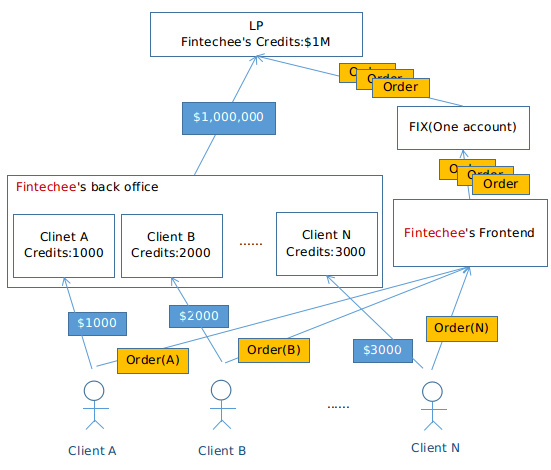 LP
Fintechee's Credits:$1M
Order
Order
Order
$1,000,000
FIX(One account)
Fintechee's back office
Order
Order
Order
Clinet A
Credits:1000
Client B
Credits:2000
......
Client N
Credits:3000
Fintechee's Frontend
$1000
$2000
Order(N)
Order(A)
Order(B)
$3000
......
Client A
Client B
Client N